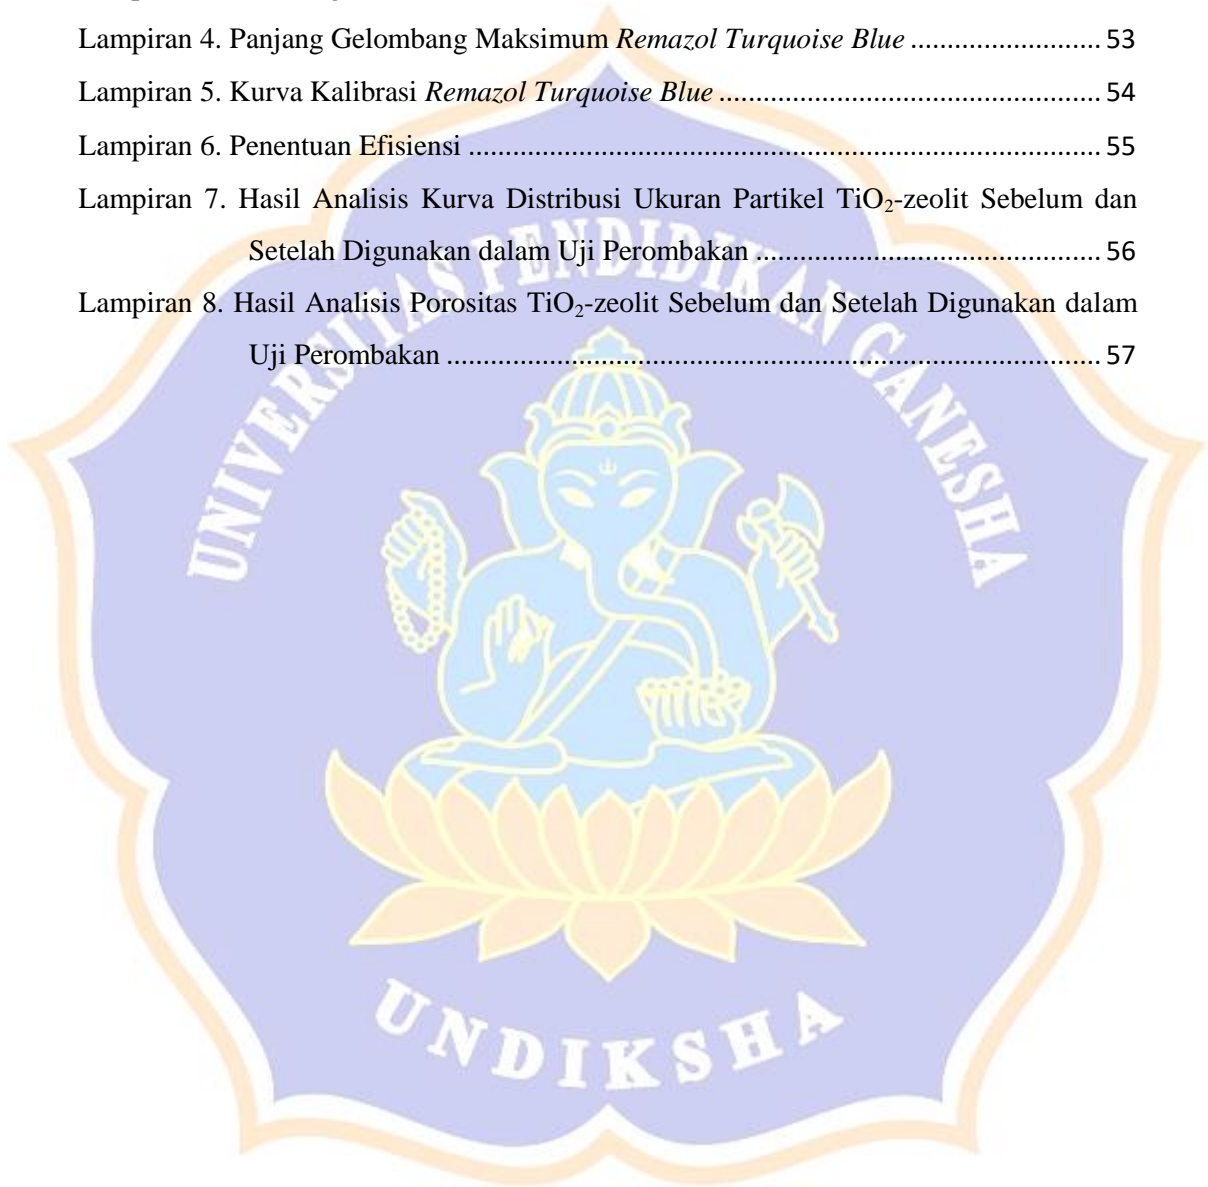 Lampiran 4. Panjang Gelombang Maksimum Remazol Turquoise Blue .......................... 53
Lampiran 5. Kurva Kalibrasi Remazol Turquoise Blue .................................................... 54
Lampiran 6. Penentuan Efisiensi ...................................................................................... 55
Lampiran 7. Hasil Analisis Kurva Distribusi Ukuran Partikel TiO₂-zeolit Sebelum dan
Setelah Digunakan dalam Uji Perombakan ............................................... 56
Lampiran 8. Hasil Analisis Porositas TiO₂-zeolit Sebelum dan Setelah Digunakan dalam
Uji Perombakan ......................................................................................... 57
UNIVERSITAS PENDIDIKAN GANESHA
UNDIKSHA